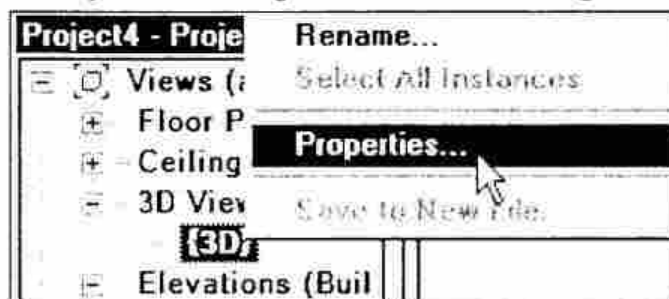 Project4 - Proje
Views (a
Floor P
Ceiling
3D View
{3D}
Elevations (Buil
Rename...
Select All Instances
Properties...
Save to New File.